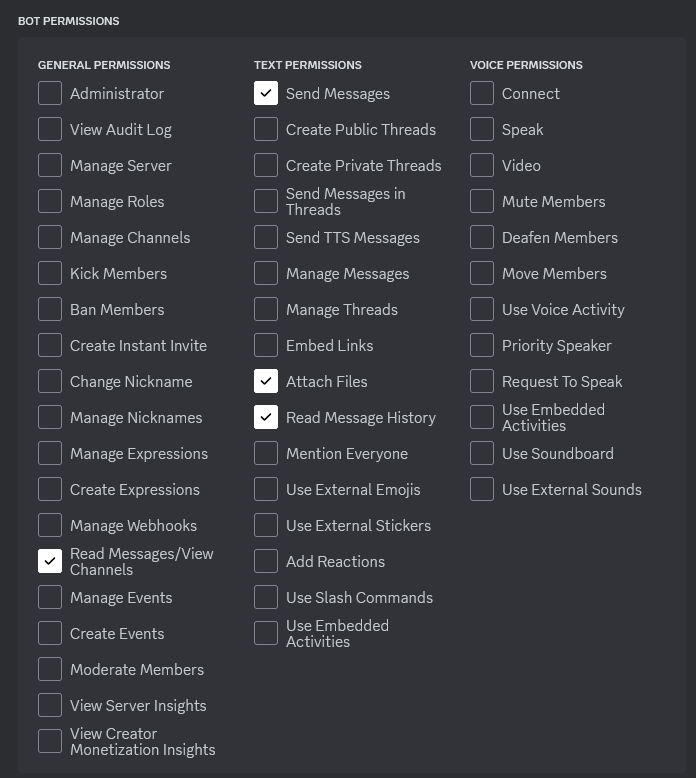 BOT PERMISSIONS
GENERAL PERMISSIONS
Administrator
View Audit Log
Manage Server
Manage Roles
Manage Channels
Kick Members
Ban Members
Create Instant Invite
Change Nickname
Manage Nicknames
Manage Expressions
Create Expressions
Manage Webhooks
Read Messages/View
Channels
Manage Events
Create Events
Moderate Members
View Server Insights
View Creator
Monetization Insights
TEXT PERMISSIONS
Send Messages
Create Public Threads
Create Private Threads
Send Messages in
Threads
Send TTS Messages
Manage Messages
Manage Threads
Embed Links
Attach Files
Read Message History
Mention Everyone
Use External Emojis
Use External Stickers
Add Reactions
Use Slash Commands
Use Embedded
Activities
VOICE PERMISSIONS
Connect
Speak
Video
Mute Members
Deafen Members
Move Members
Use Voice Activity
Priority Speaker
Request To Speak
Use Embedded
Activities
Use Soundboard
Use External Sounds